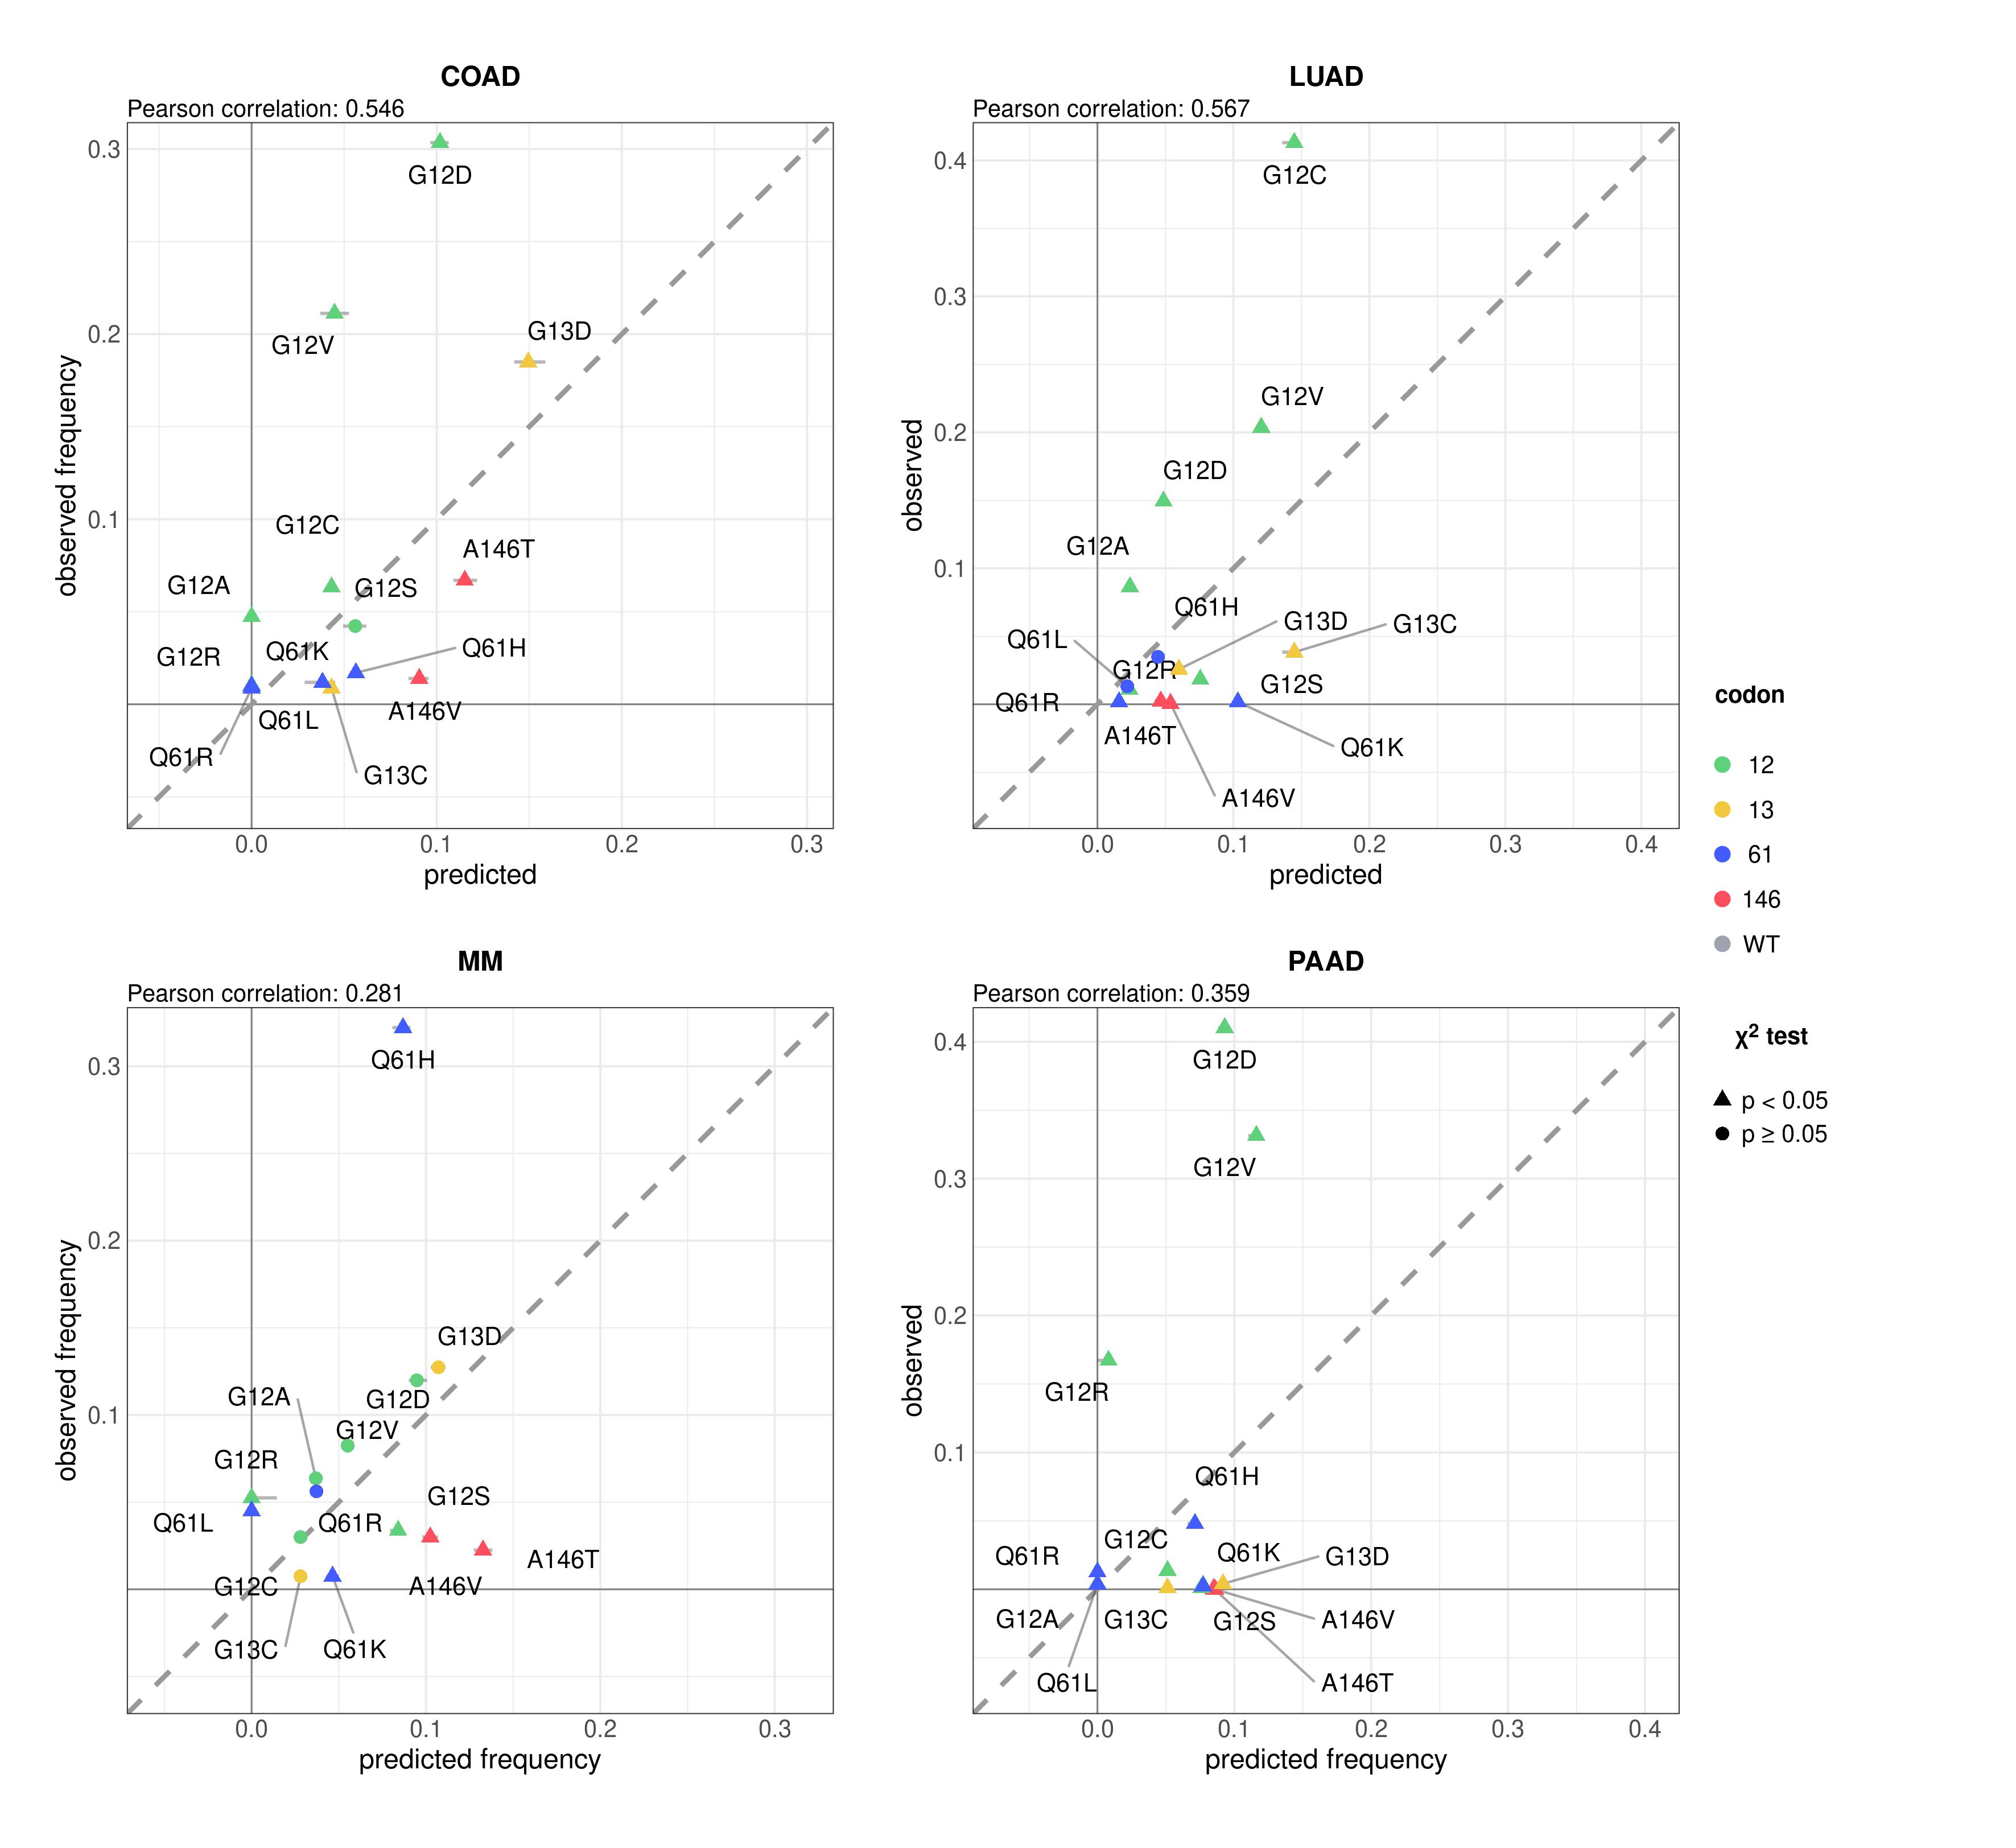 COAD
Pearson correlation: 0.546
0.3
0.2
0.1
observed frequency
G12D
G12V
G13D
G12C
A146T
G12A
G12S
G12R
Q61K
Q61H
Q61L
A146V
Q61R
G13C
0.0
0.1
0.2
0.3
predicted
LUAD
Pearson correlation: 0.567
0.4
0.3
0.2
0.1
observed
G12C
G12V
G12D
G12A
Q61H
G13D
G13C
Q61L
G12R
G12S
Q61R
A146T
Q61K
A146V
0.0
0.1
0.2
0.3
0.4
predicted
MM
Pearson correlation: 0.281
0.3
0.2
0.1
observed frequency
Q61H
G13D
G12A
G12D
G12V
G12R
G12S
Q61L
Q61R
A146T
G12C
A146V
G13C
Q61K
0.0
0.1
0.2
0.3
predicted frequency
PAAD
Pearson correlation: 0.359
0.4
0.3
0.2
0.1
observed
G12D
G12V
G12R
Q61H
G12C
Q61R
Q61K
G13D
G12A
G13C
G12S
A146V
Q61L
A146T
0.0
0.1
0.2
0.3
0.4
predicted frequency
codon
12
13
61
146
WT
χ² test
p < 0.05
p ≥ 0.05